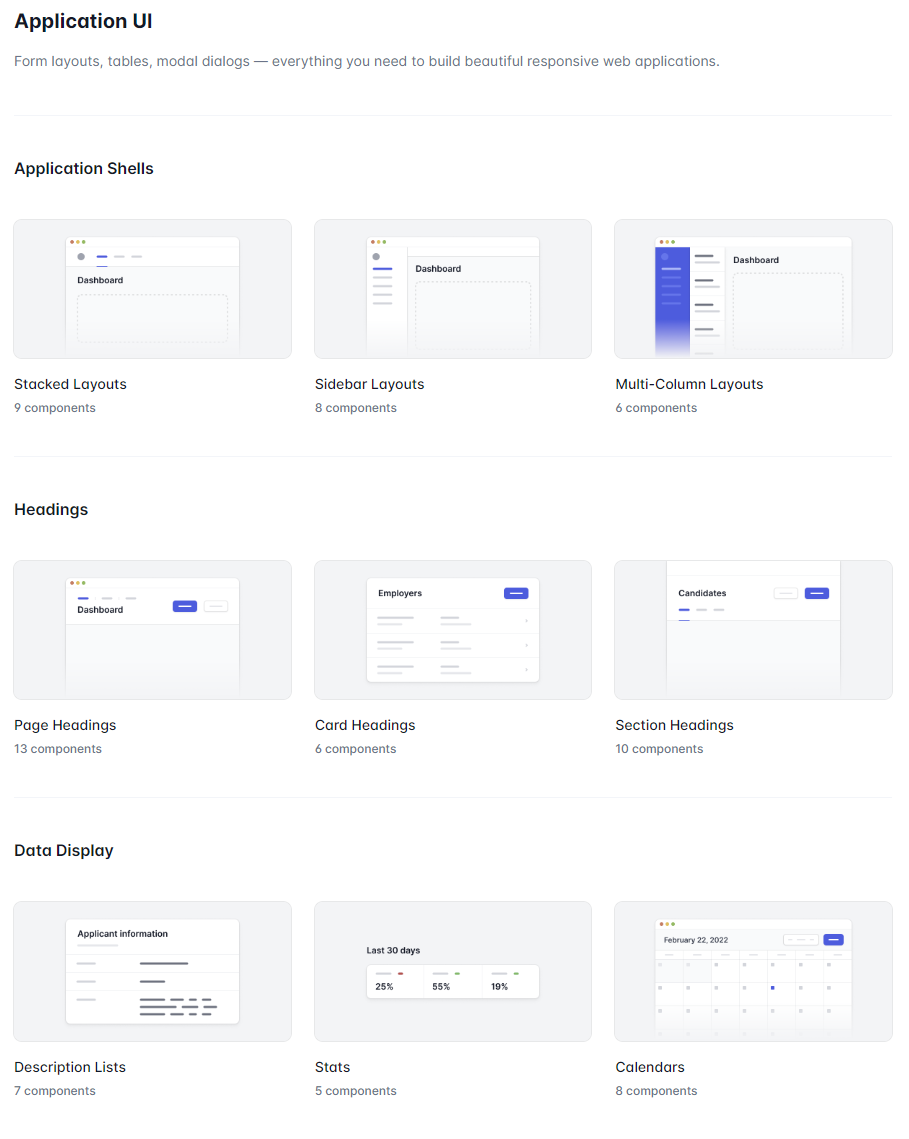 Application UI
Form layouts, tables, modal dialogs — everything you need to build beautiful responsive web applications.
Application Shells
Dashboard
Dashboard
Dashboard
Stacked Layouts
Sidebar Layouts
Multi-Column Layouts
9 components
8 components
6 components
Headings
Dashboard
Employers
Candidates
Page Headings
Card Headings
Section Headings
13 components
6 components
10 components
Data Display
Applicant information
Last 30 days
25% 55% 19%
February 22, 2022
Description Lists
Stats
Calendars
7 components
5 components
8 components